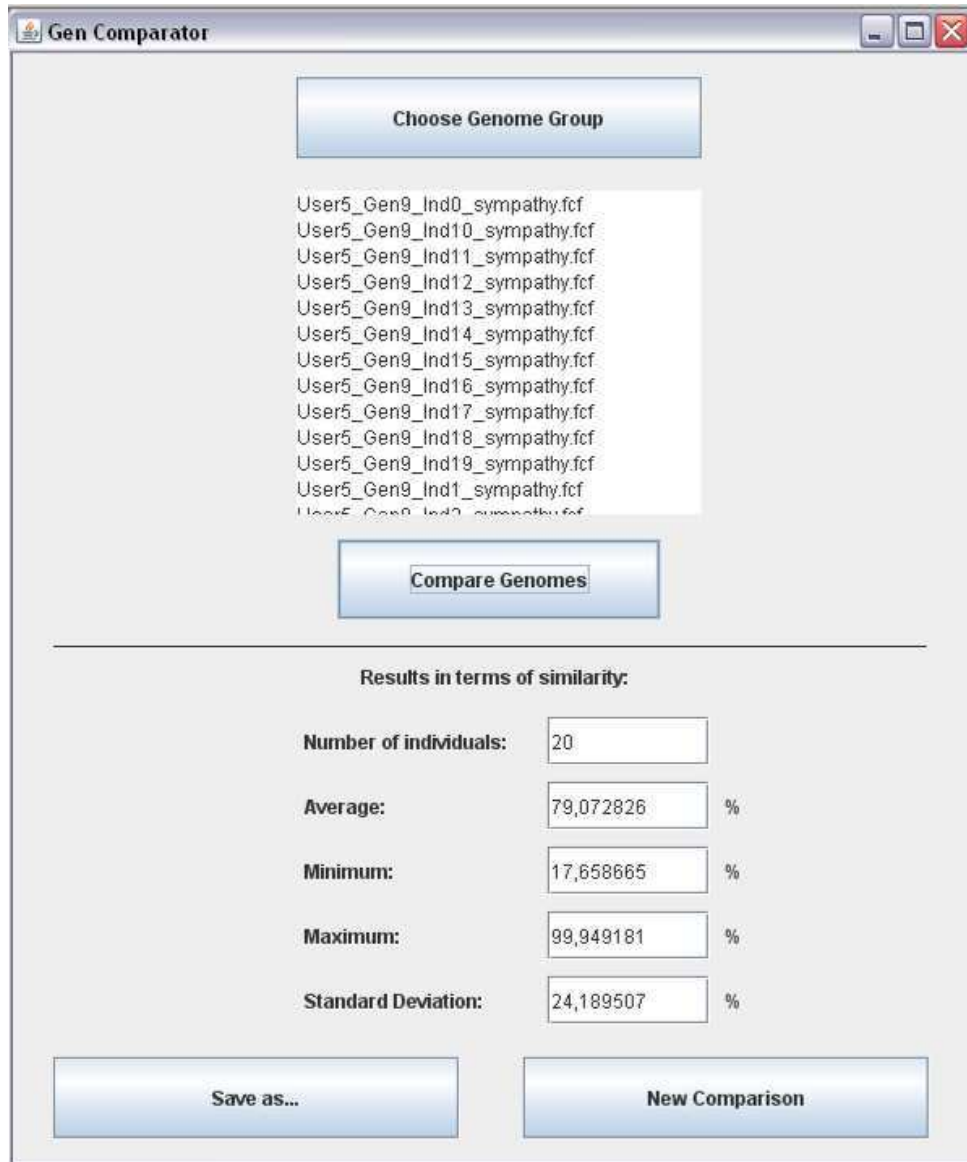 Gen Comparator
Choose Genome Group
User5_Gen9_Ind0_sympathy.fcf
User5_Gen9_Ind10_sympathy.fcf
User5_Gen9_Ind11_sympathy.fcf
User5_Gen9_Ind12_sympathy.fcf
User5_Gen9_Ind13_sympathy.fcf
User5_Gen9_Ind14_sympathy.fcf
User5_Gen9_Ind15_sympathy.fcf
User5_Gen9_Ind16_sympathy.fcf
User5_Gen9_Ind17_sympathy.fcf
User5_Gen9_Ind18_sympathy.fcf
User5_Gen9_Ind19_sympathy.fcf
User5_Gen9_Ind1_sympathy.fcf
User5_Gen9_Ind2_sympathy.fcf
Compare Genomes
Results in terms of similarity:
Number of individuals: 20
Average: 79,072826 %
Minimum: 17,658665 %
Maximum: 99,949181 %
Standard Deviation: 24,189507 %
Save as... New Comparison